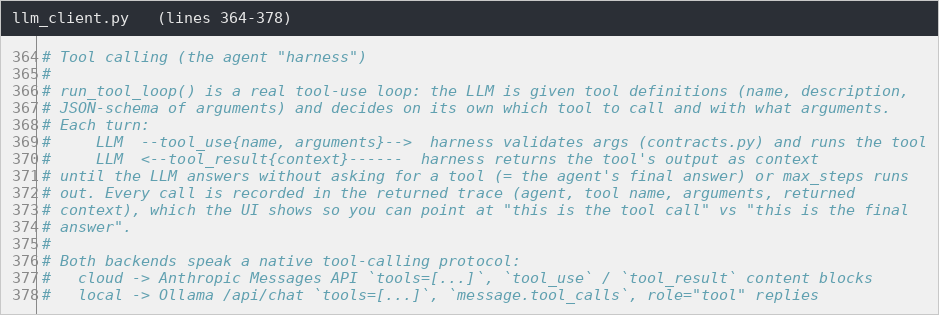 llm_client.py   (lines 364-378)
364 # Tool calling (the agent "harness")
365 #
366 # run_tool_loop() is a real tool-use loop: the LLM is given tool definitions (name, description,
367 # JSON-schema of arguments) and decides on its own which tool to call and with what arguments.
368 # Each turn:
369 #     LLM  --tool_use{name, arguments}-->  harness validates args (contracts.py) and runs the tool
370 #     LLM  <--tool_result{context}------  harness returns the tool's output as context
371 # until the LLM answers without asking for a tool (= the agent's final answer) or max_steps runs
372 # out. Every call is recorded in the returned trace (agent, tool name, arguments, returned
373 # context), which the UI shows so you can point at "this is the tool call" vs "this is the final
374 # answer".
375 #
376 # Both backends speak a native tool-calling protocol:
377 #   cloud -> Anthropic Messages API `tools=[...]`, `tool_use` / `tool_result` content blocks
378 #   local -> Ollama /api/chat `tools=[...]`, `message.tool_calls`, role="tool" replies